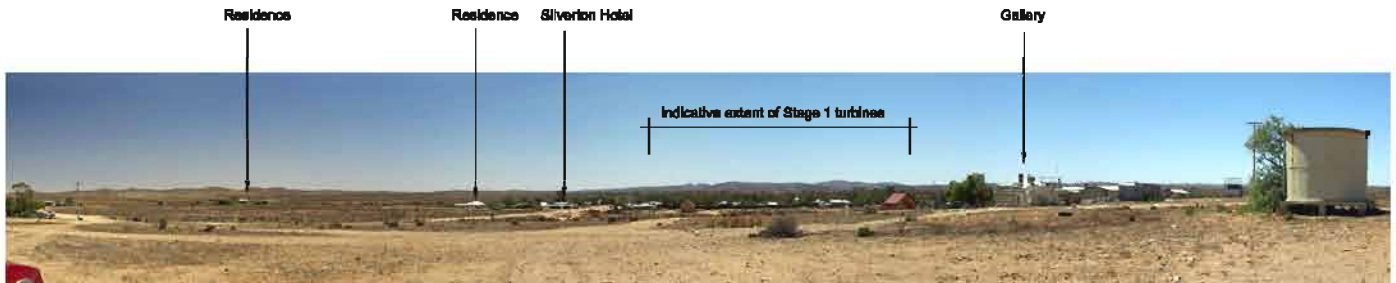 Residence
Residence
Silverton Hotel
Gallery
Indicative extent of Stage 1 turbines